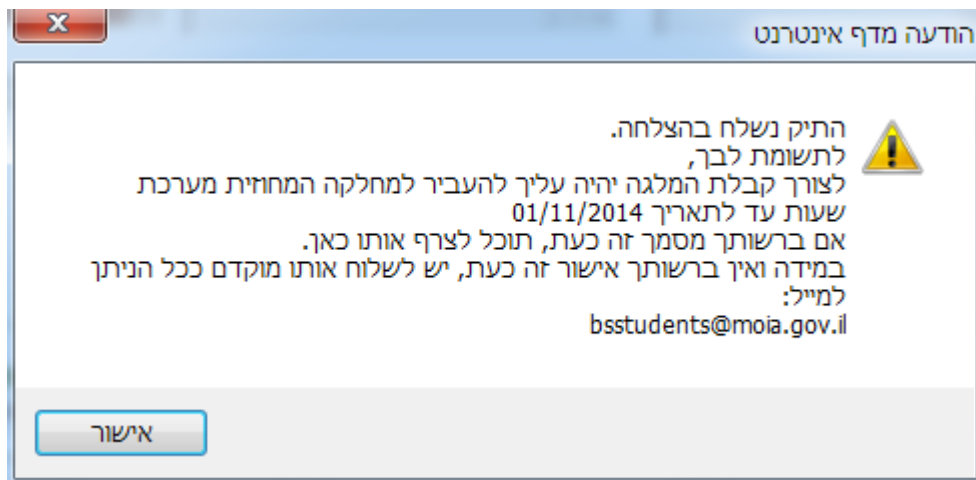 הודעה מדף אינטרנט
התיק נשלח בהצלחה.
לתשומת לבך,
לצורך קבלת המלגה יהיה עליך להעביר למחלקה המחוזית מערכת
שעות עד לתאריך 01/11/2014
אם ברשותך מסמך זה כעת, תוכל לצרף אותו כאן.
במידה ואין ברשותך אישור זה כעת, יש לשלוח אותו מוקדם ככל הניתן
למייל:
bsstudents@moia.gov.il
אישור